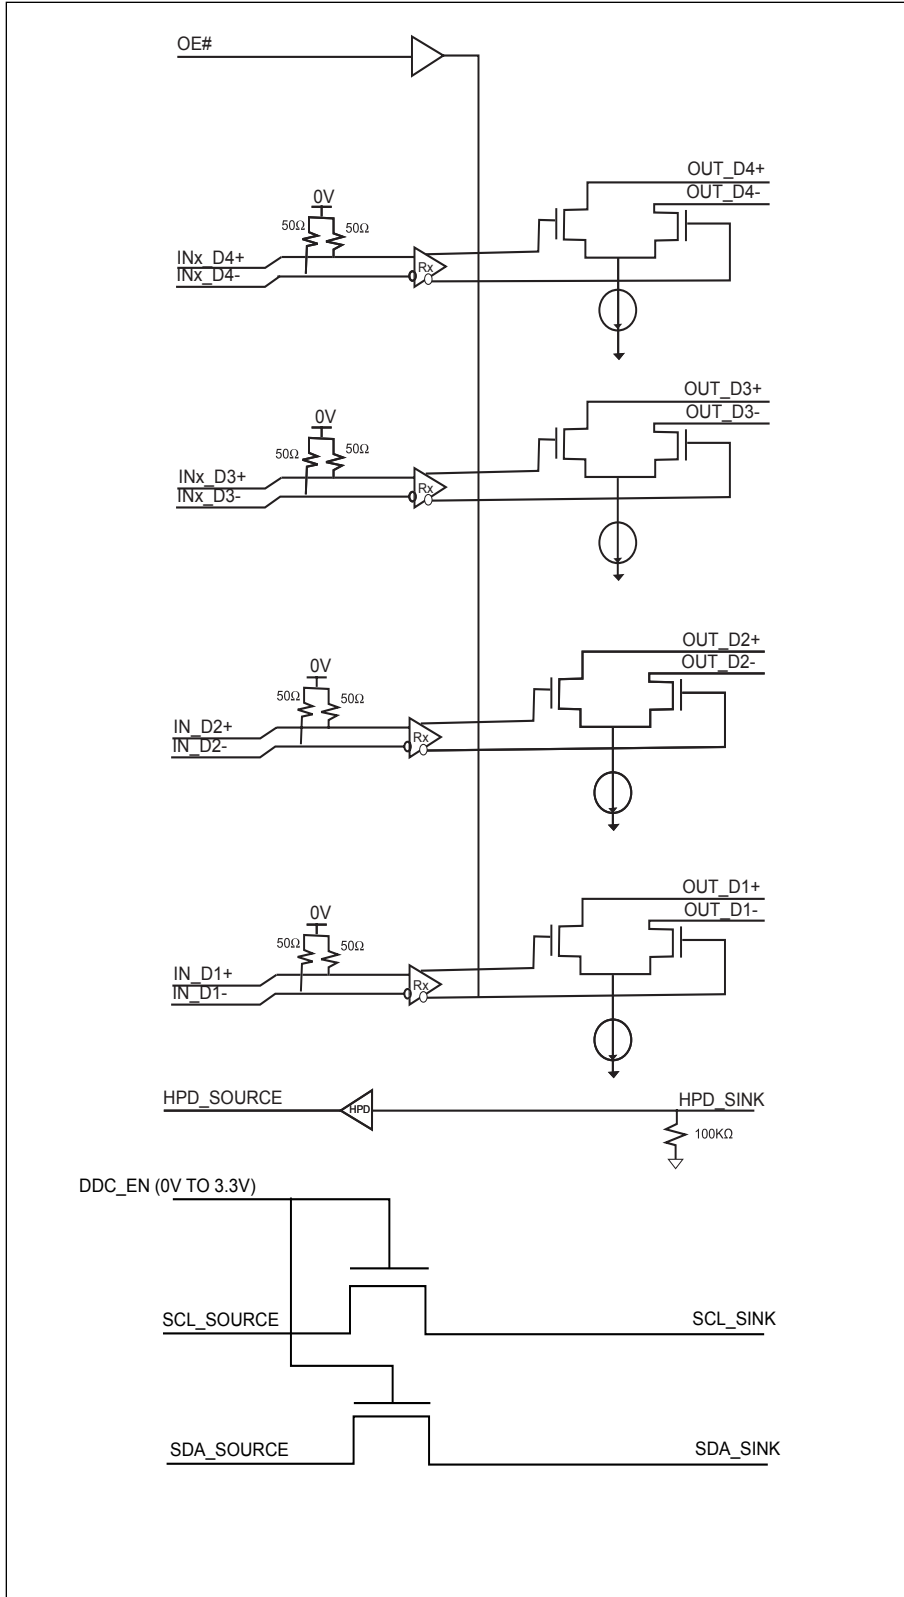 OE#
OUT_D4+
OUT_D4-
0V
50Ω 50Ω
INx_D4+
INx_D4-
Rx
OUT_D3+
OUT_D3-
0V
50Ω 50Ω
INx_D3+
INx_D3-
Rx
OUT_D2+
OUT_D2-
0V
50Ω 50Ω
IN_D2+
IN_D2-
Rx
OUT_D1+
OUT_D1-
0V
50Ω 50Ω
IN_D1+
IN_D1-
Rx
HPD_SOURCE HPD HPD_SINK
100KΩ
DDC_EN (0V TO 3.3V)
SCL_SOURCE SCL_SINK
SDA_SOURCE SDA_SINK